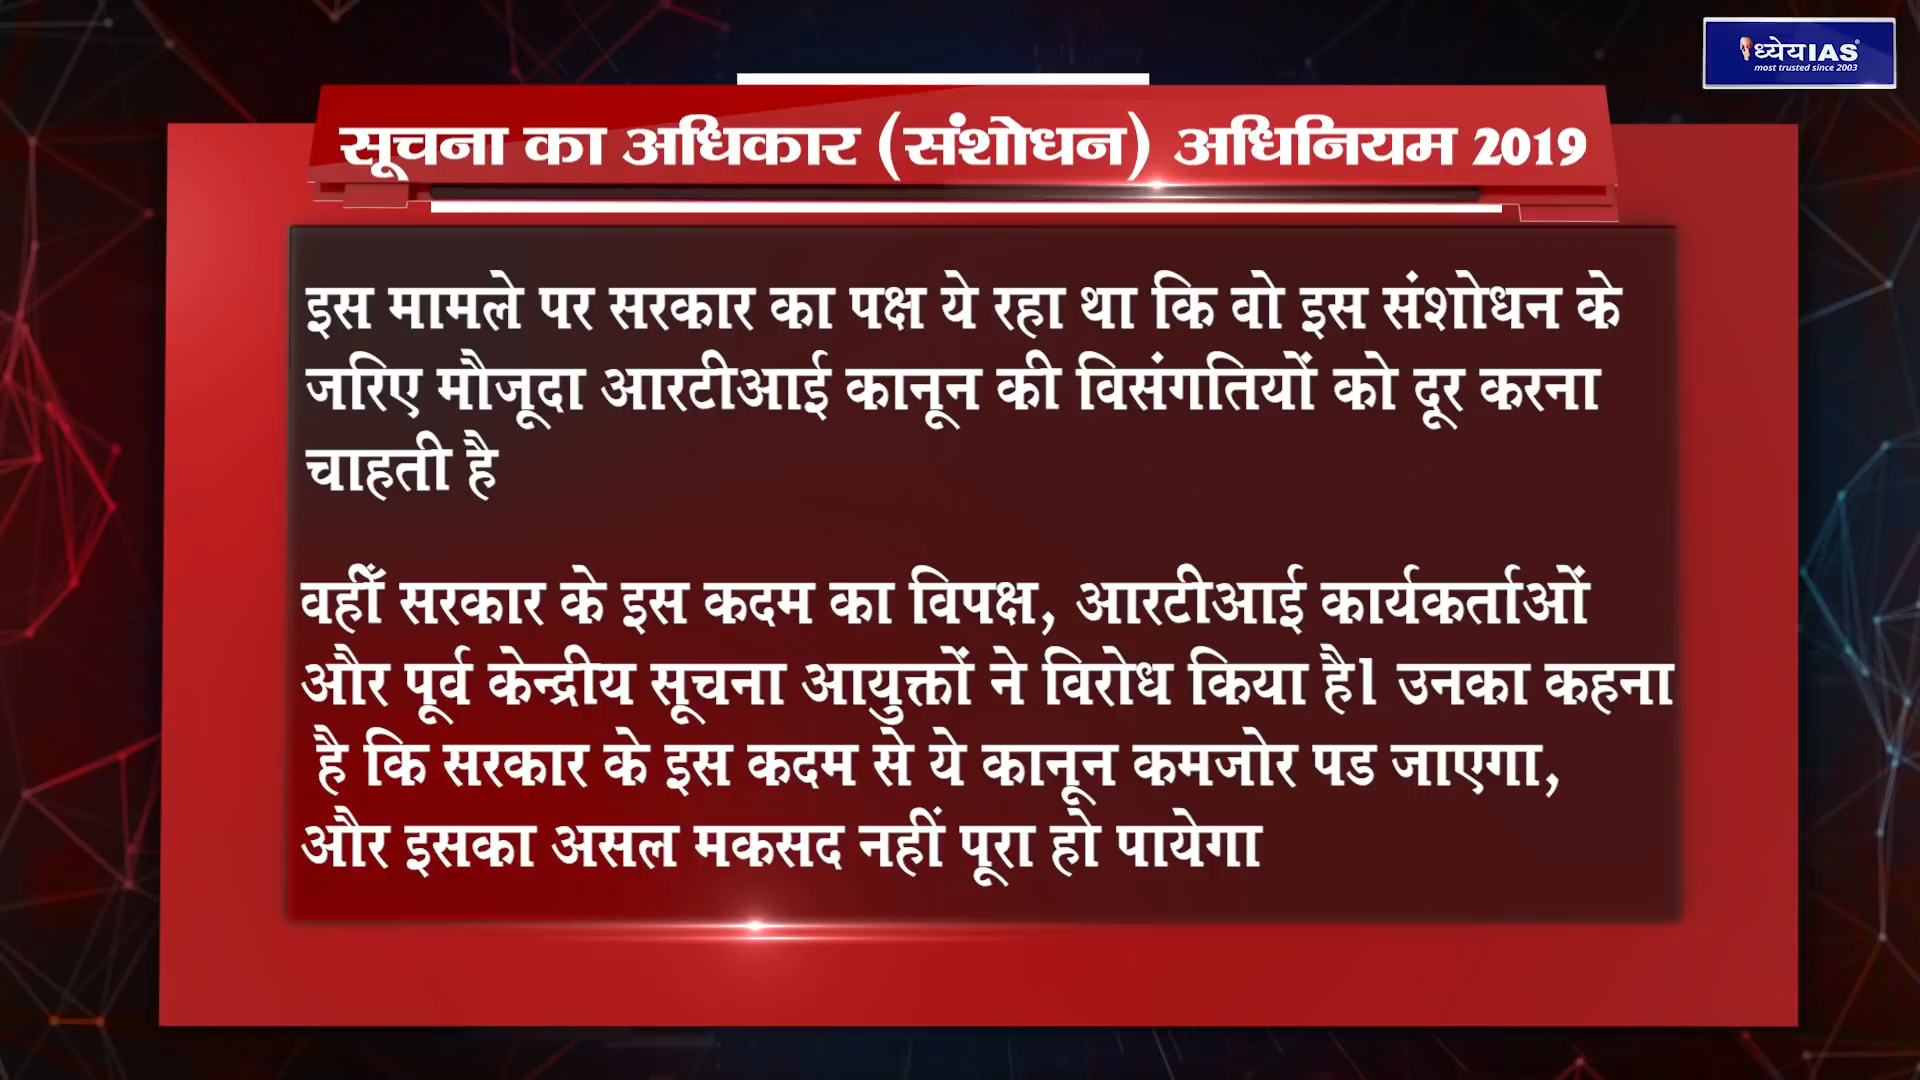 ध्येयIAS
most trusted since 2003
सूचना का अधिकार (संशोधन) अधिनियम 2019
इस मामले पर सरकार का पक्ष ये रहा था कि वो इस संशोधन के
जरिए मौजूदा आरटीआई कानून की विसंगतियों को दूर करना
चाहती है
वहीँ सरकार के इस कदम का विपक्ष, आरटीआई कार्यकर्ताओं
और पूर्व केन्द्रीय सूचना आयुक्तों ने विरोध किया है। उनका कहना
है कि सरकार के इस कदम से ये कानून कमजोर पड जाएगा,
और इसका असल मकसद नहीं पूरा हो पायेगा